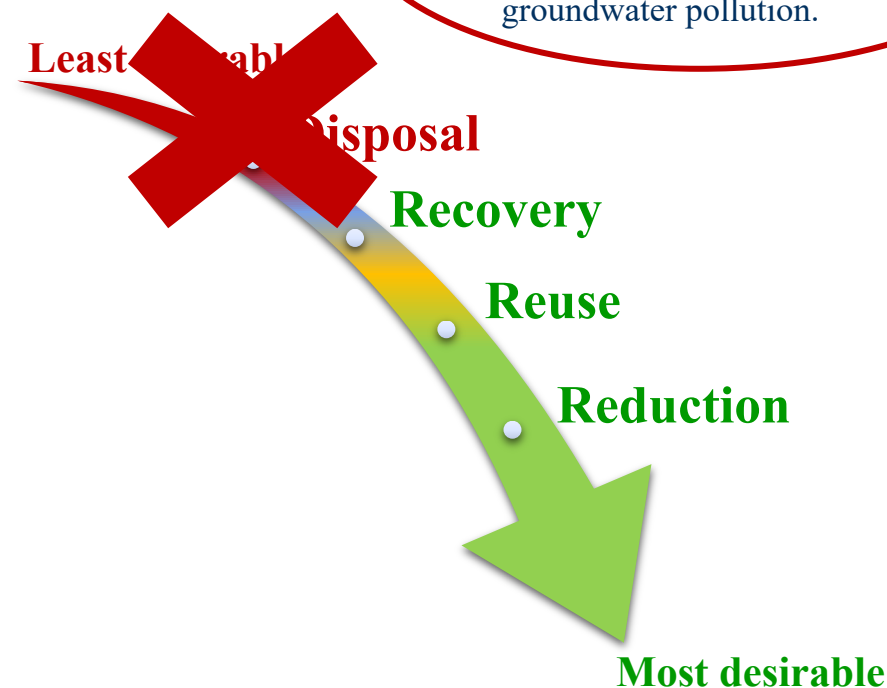 groundwater pollution.
Least
Disposal
Recovery
Reuse
Reduction
Most desirable